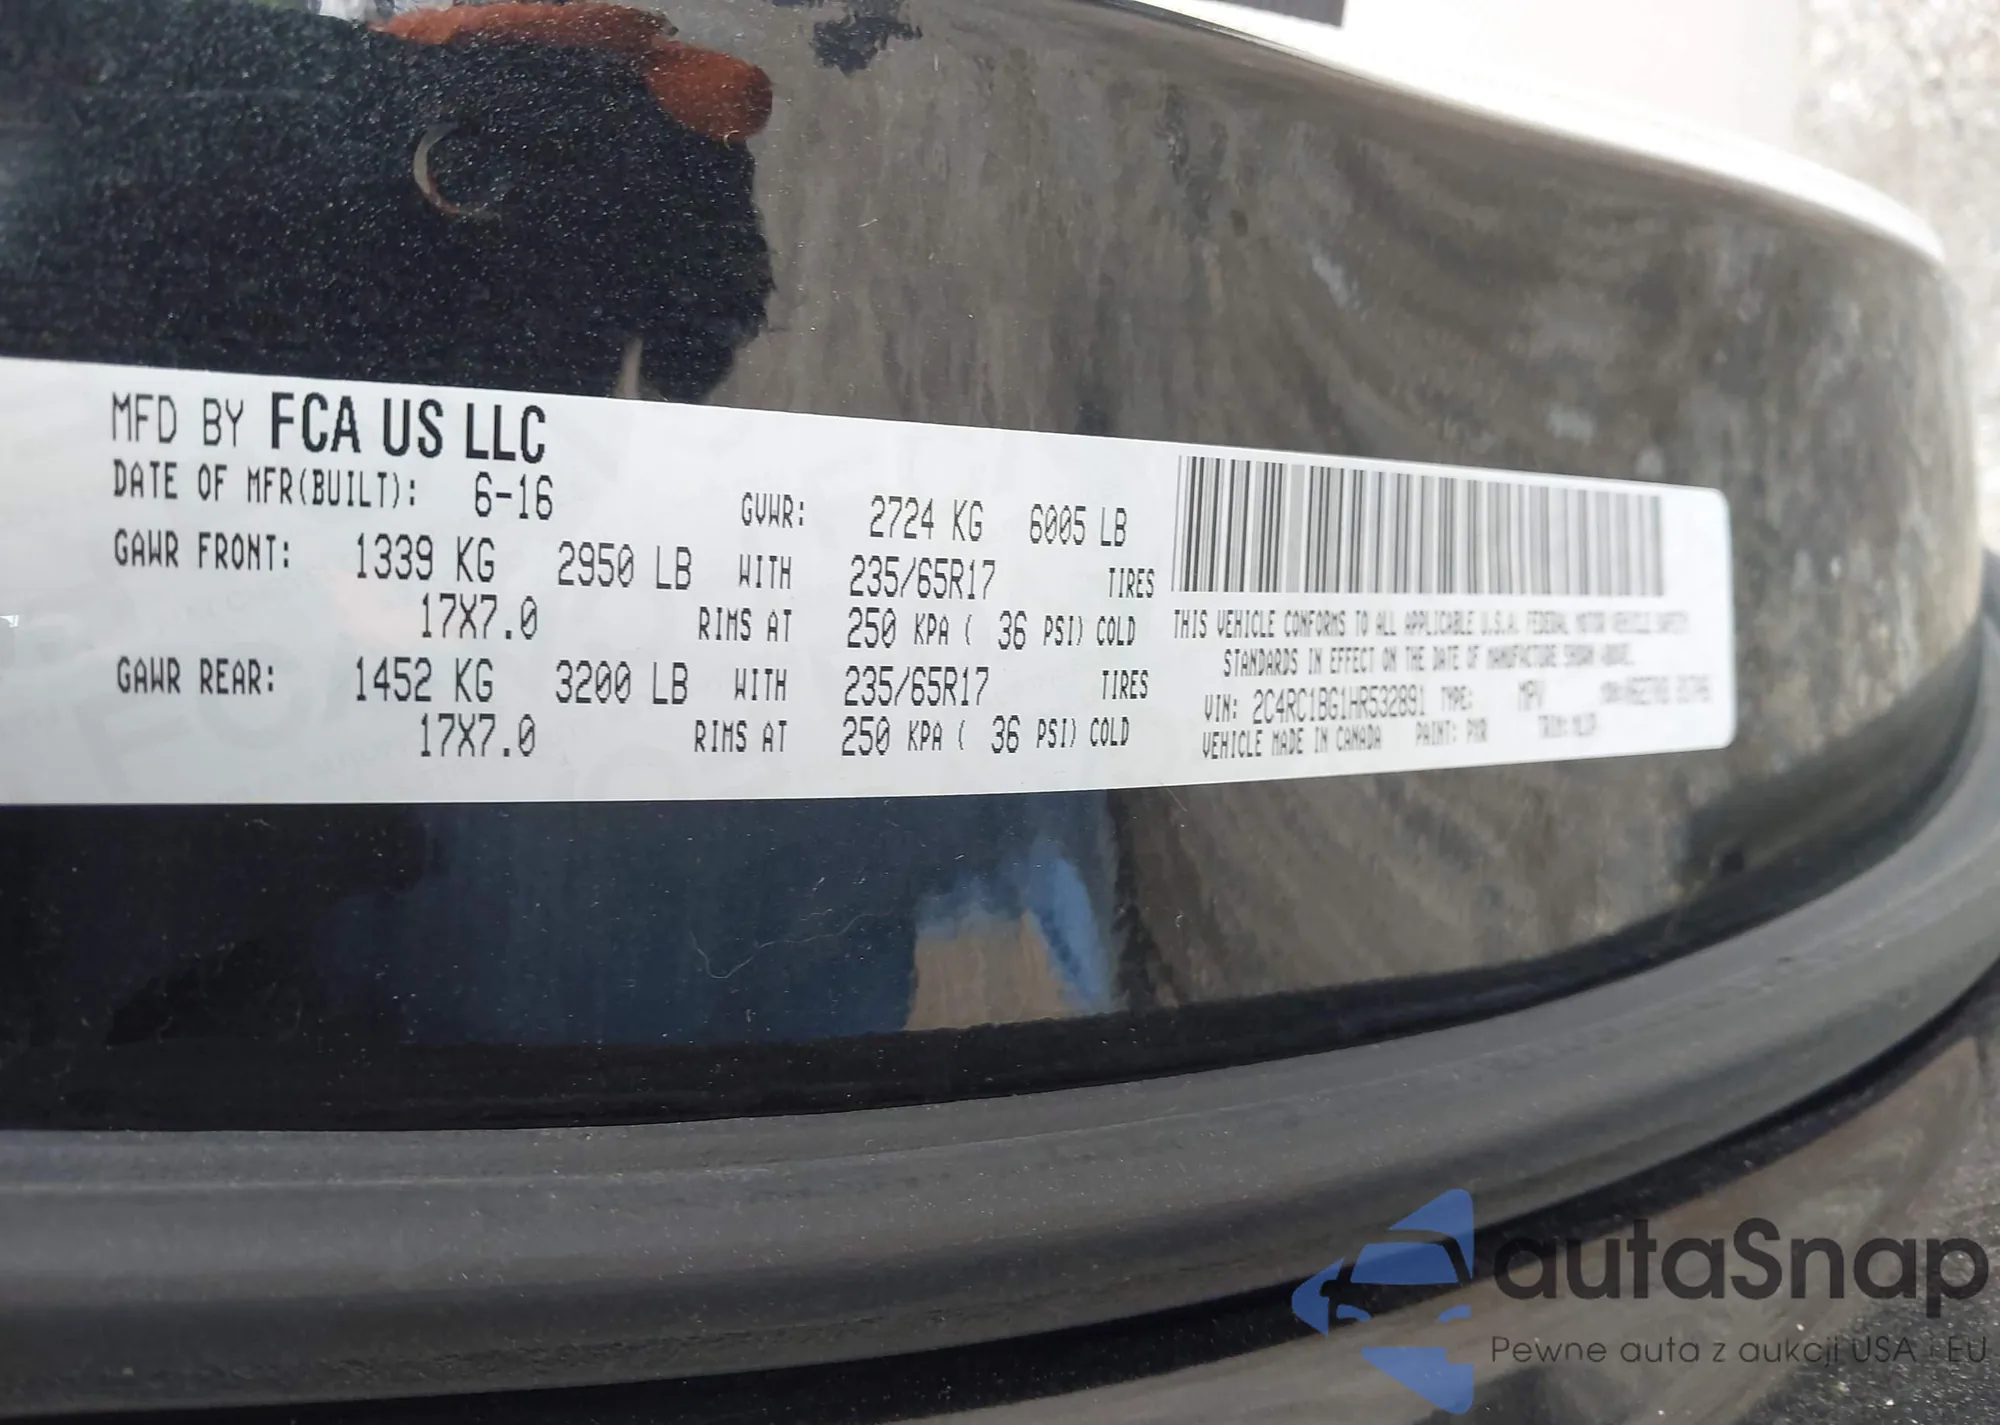 MFD BY FCA US LLC
DATE OF MFR(BUILT): 6-16 GVWR: 2724 KG 6005 LB
GAWR FRONT: 1339 KG 2950 LB WITH 235/65R17 TIRES
17X7.0 RIMS AT 250 KPA ( 36 PSI) COLD
GAWR REAR: 1452 KG 3200 LB WITH 235/65R17 TIRES
17X7.0 RIMS AT 250 KPA ( 36 PSI) COLD
THIS VEHICLE CONFORMS TO ALL APPLICABLE U.S.A. FEDERAL MOTOR VEHICLE SAFETY
STANDARDS IN EFFECT ON THE DATE OF MANUFACTURE SHOWN ABOVE.
VIN: 2C4RC1BG1HR532891 TYPE: MPV
VEHICLE MADE IN CANADA PAINT: PXR TRIM:
autaSnap
Pewne auta z aukcji USA i EU